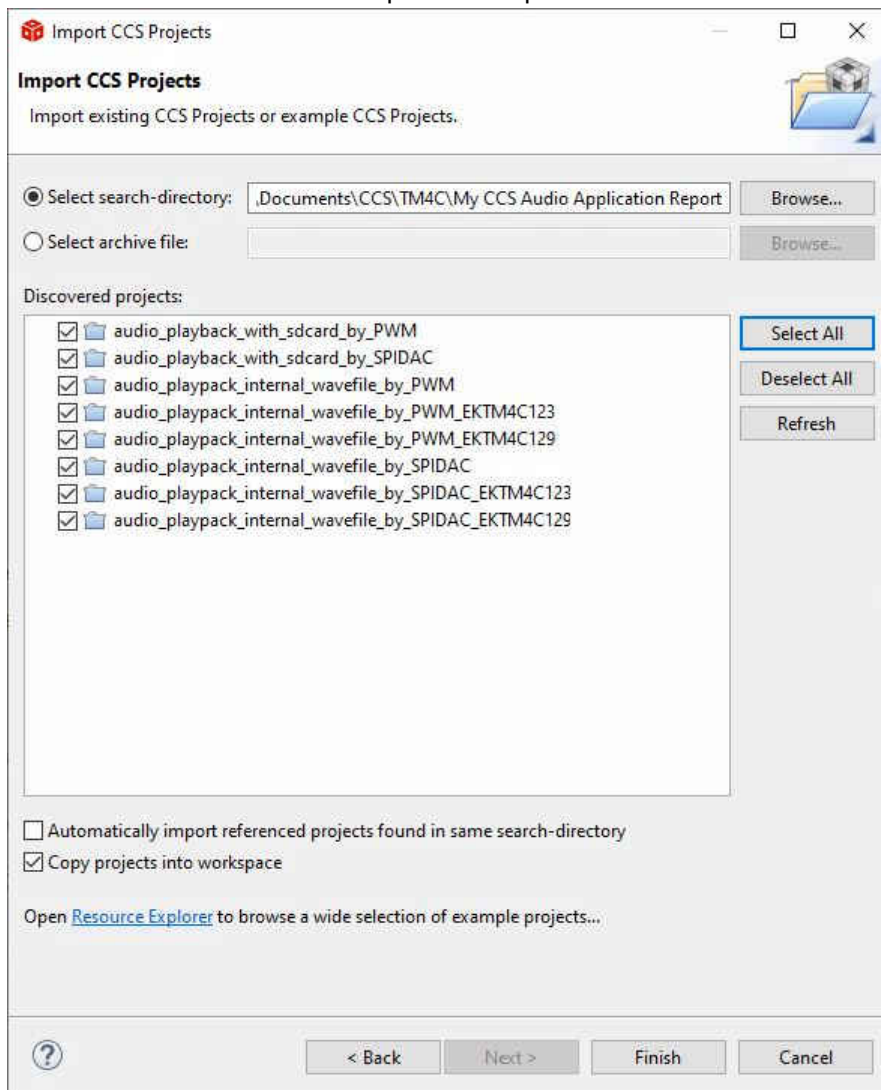 Import CCS Projects
Import CCS Projects
Import existing CCS Projects or example CCS Projects.
Select search-directory: ,Documents\CCS\TM4C\My CCS Audio Application Report Browse...
Select archive file: Browse...
Discovered projects:
audio_playback_with_sdcard_by_PWM Select All
audio_playback_with_sdcard_by_SPIDAC
audio_playpack_internal_wavefile_by_PWM Deselect All
audio_playpack_internal_wavefile_by_PWM_EKTM4C123 Refresh
audio_playpack_internal_wavefile_by_PWM_EKTM4C129
audio_playpack_internal_wavefile_by_SPIDAC
audio_playpack_internal_wavefile_by_SPIDAC_EKTM4C123
audio_playpack_internal_wavefile_by_SPIDAC_EKTM4C129
Automatically import referenced projects found in same search-directory
Copy projects into workspace
Open Resource Explorer to browse a wide selection of example projects...
? < Back Next > Finish Cancel